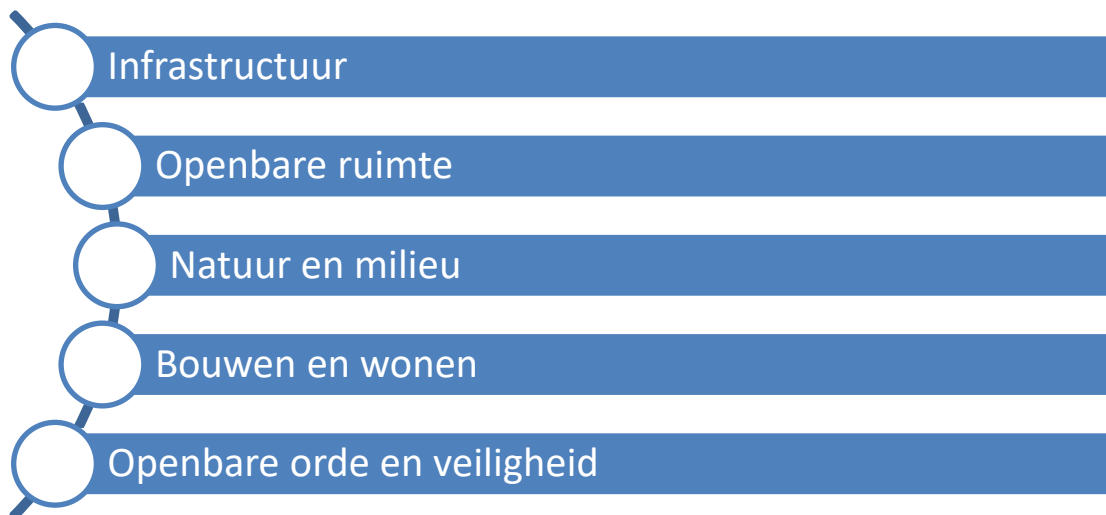 Infrastructuur
Openbare ruimte
Natuur en milieu
Bouwen en wonen
Openbare orde en veiligheid